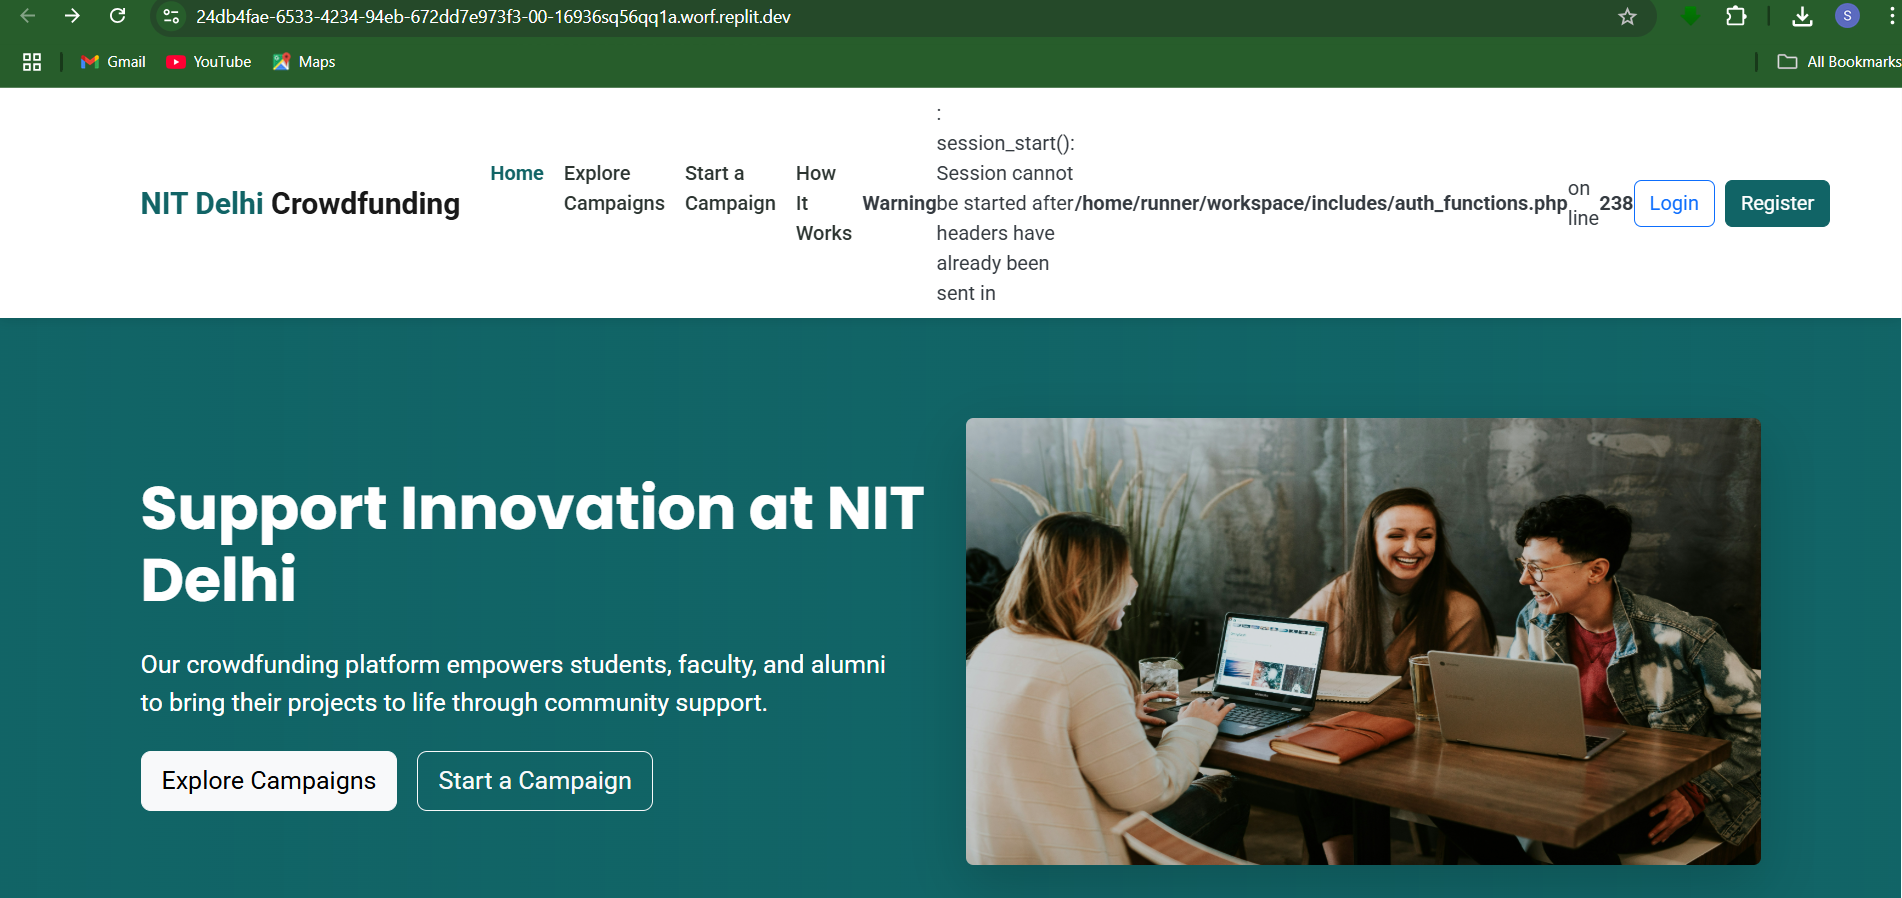 24db4fae-6533-4234-94eb-672dd7e973f3-00-16936sq56qq1a.worf.replit.dev
S
Gmail
YouTube
Maps
All Bookmarks
NIT Delhi Crowdfunding
Home
Explore
Campaigns
Start a
Campaign
How
It
Works
Warning
:
session_start():
Session cannot
be started after
headers have
already been
sent in
/home/runner/workspace/includes/auth_functions.php
on
line
238
Login
Register
Support Innovation at NIT
Delhi
Our crowdfunding platform empowers students, faculty, and alumni
to bring their projects to life through community support.
Explore Campaigns
Start a Campaign